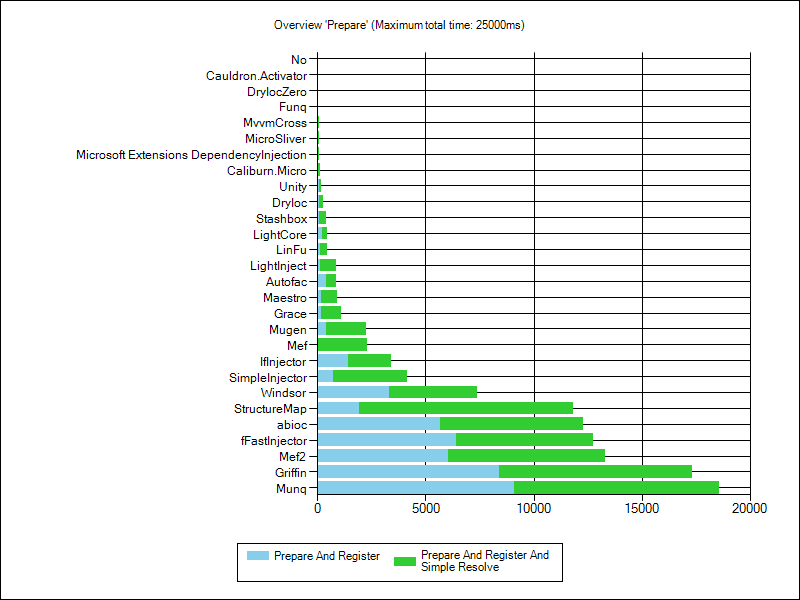 Overview 'Prepare' (Maximum total time: 25000ms)
No
Cauldron.Activator
DryIocZero
Funq
MvvmCross
MicroSliver
Microsoft Extensions DependencyInjection
Caliburn.Micro
Unity
DryIoc
Stashbox
LightCore
LinFu
LightInject
Autofac
Maestro
Grace
Mugen
Mef
IfInjector
SimpleInjector
Windsor
StructureMap
abioc
fFastInjector
Mef2
Griffin
Munq
0 5000 10000 15000 20000
Prepare And Register
Prepare And Register And
Simple Resolve